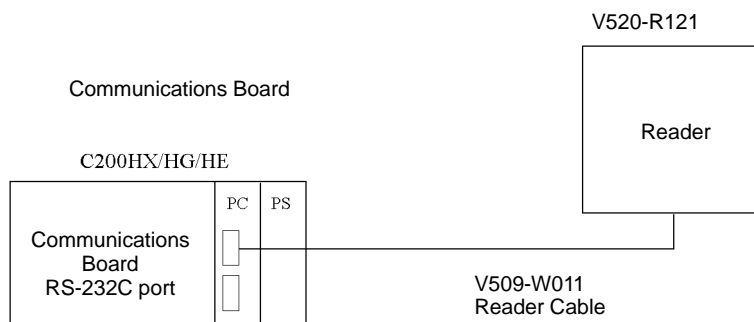 V520-R121
Communications Board
Reader
C200HX/HG/HE
PC
PS
Communications
Board
RS-232C port
V509-W011
Reader Cable